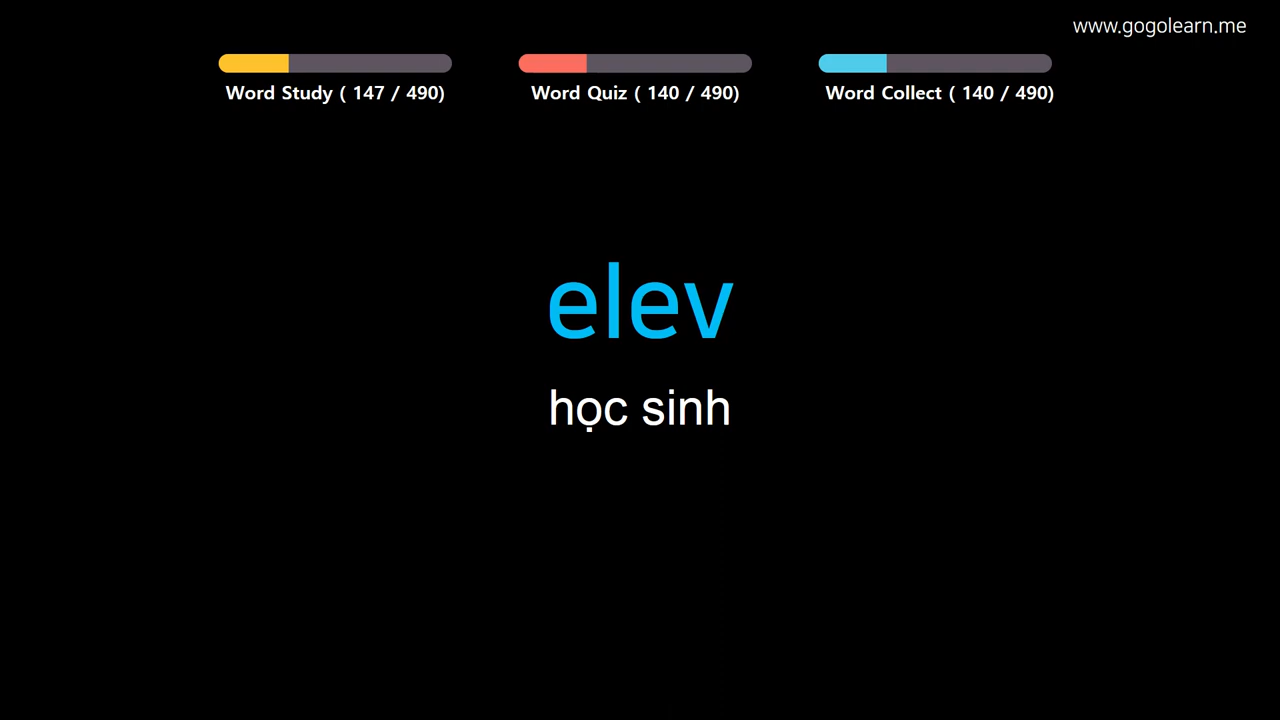 www.gogolearn.me
Word Study ( 147 / 490)
Word Quiz ( 140 / 490)
Word Collect ( 140 / 490)
elev
học sinh